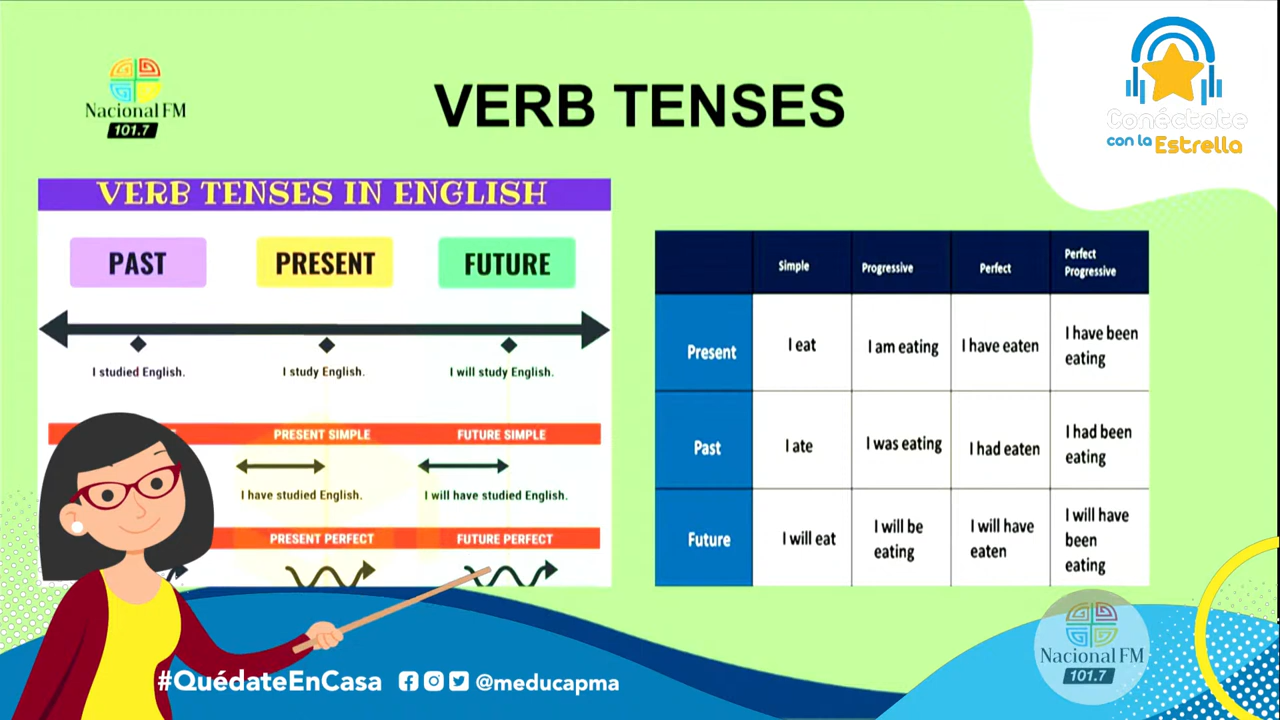 Nacional FM
101.7
VERB TENSES
Conéctate
con la Estrella
VERB TENSES IN ENGLISH
PAST PRESENT FUTURE
I studied English. I study English. I will study English.
PRESENT SIMPLE FUTURE SIMPLE
I have studied English. I will have studied English.
PRESENT PERFECT FUTURE PERFECT
Simple Progressive Perfect Perfect
Progressive
Present I eat I am eating I have eaten I have been
eating
Past I ate I was eating I had eaten I had been
eating
Future I will eat I will be
eating I will have
eaten I will have
been
eating
Nacional FM
101.7
#QuédateEnCasa @meducapma